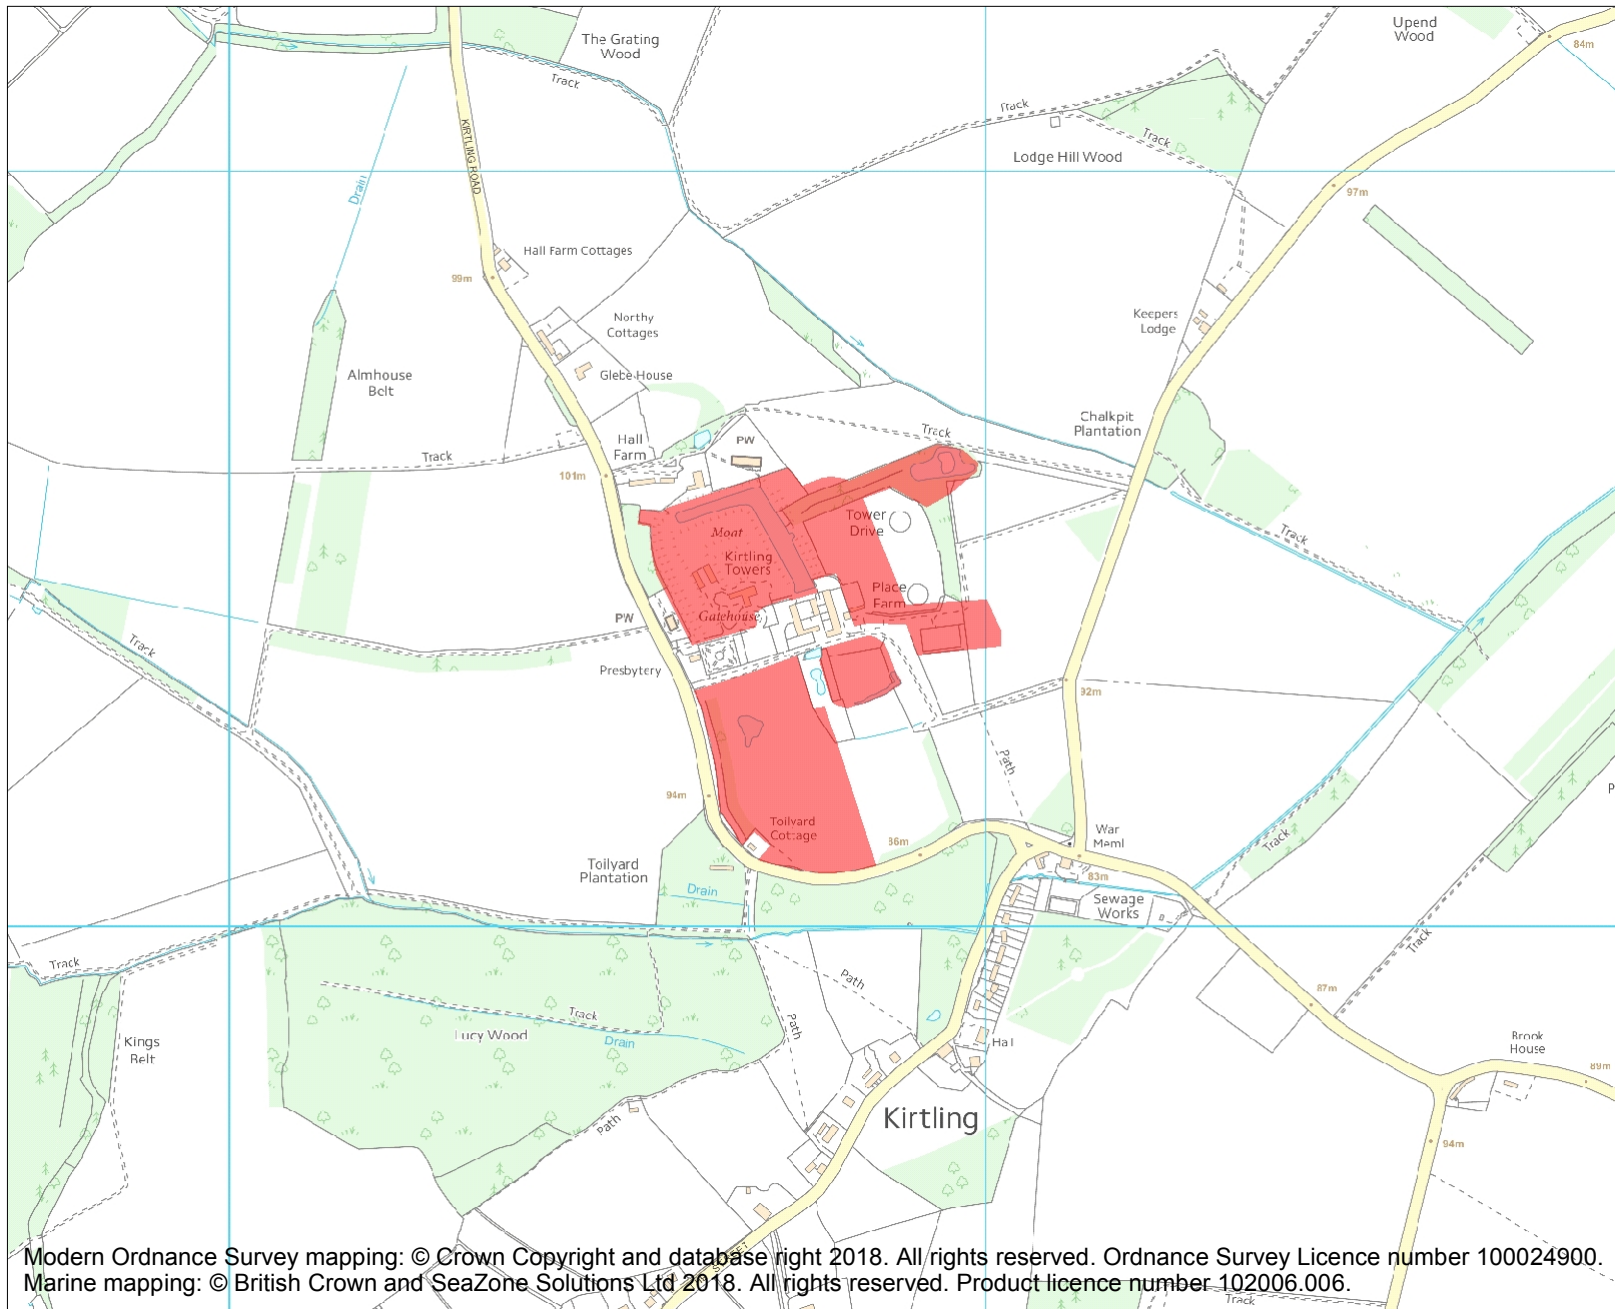 The Grating
Wood
Upend
Wood
84m
Track
Track
Track
Lodge Hill Wood
KIRTLING ROAD
Drain
97m
Hall Farm Cottages
99m
Northy
Cottages
Keepers
Lodge
Glebe House
Almhouse
Belt
Chalkpit
Plantation
Track
PW
Hall
Farm
Track
101m
Moat
Tower
Drive
Track
Kirtling
Towers
Place
Farm
Gatehouse
PW
Track
Presbytery
92m
Path
94m
Toilyard
Cottage
86m
War
Meml
Track
Toilyard
Plantation
Drain
83m
Sewage
Works
Track
Track
Path
87m
Track
Lucy Wood
Drain
Path
Kings
Belt
Hal
Brook
House
89m
Path
Kirtling
94m
P
STREET
Modern Ordnance Survey mapping: © Crown Copyright and database right 2018. All rights reserved. Ordnance Survey Licence number 100024900.
Marine mapping: © British Crown and SeaZone Solutions Ltd 2018. All rights reserved. Product licence number 102006.006.
Track